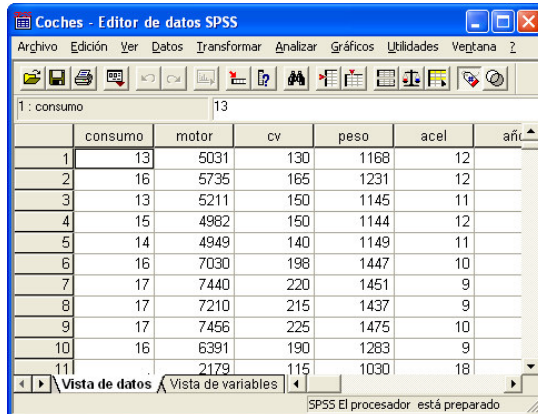 Coches - Editor de datos SPSS
Archivo Edición Ver Datos Transformar Analizar Gráficos Utilidades Ventana ?
1 : consumo 13
consumo motor cv peso acel año
1 13 5031 130 1168 12
2 16 5735 165 1231 12
3 13 5211 150 1145 11
4 15 4982 150 1144 12
5 14 4949 140 1149 11
6 16 7030 198 1447 10
7 17 7440 220 1451 9
8 17 7210 215 1437 9
9 17 7456 225 1475 10
10 16 6391 190 1283 9
11 . 2179 115 1030 18
Vista de datos Vista de variables
SPSS El procesador está preparado